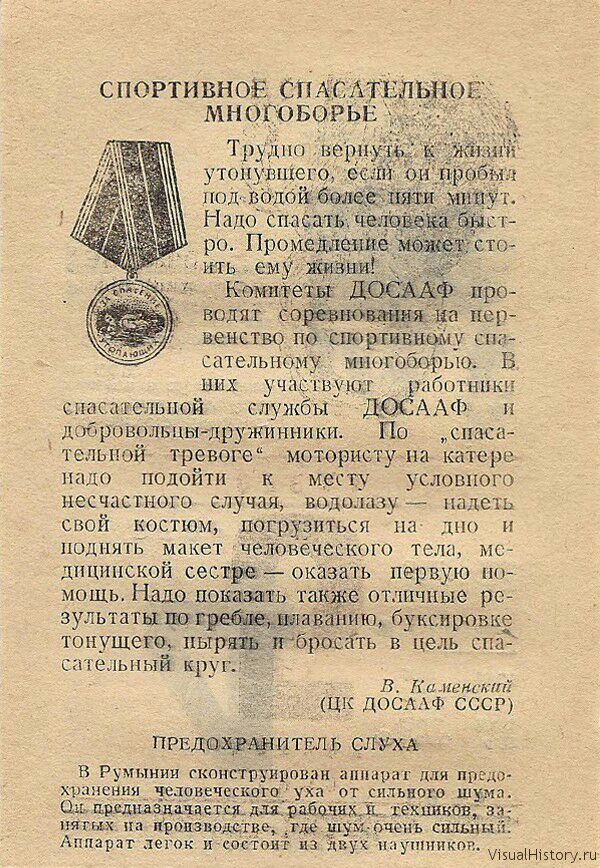 СПОРТИВНОЕ СПАСАТЕЛЬНОЕ
МНОГОБОРЬЕ
Трудно вернуть к жизни
утонувшего, если он пробыл
под водой более пяти минут.
Надо спасать человека быст-
ро. Промедление может сто-
ить ему жизни!
ЗА СПАСЕНИЕ
УТОПАЮЩИХ
Комитеты ДОСААФ про-
водят соревнования на пер-
венство по спортивному спа-
сательному многоборью. В
них участвуют работники
спасательной службы ДОСААФ и
добровольцы-дружинники. По „спаса-
тельной тревоге“ мотористу на катере
надо подойти к месту условного
несчастного случая, водолазу — надеть
свой костюм, погрузиться на дно и
поднять макет человеческого тела, ме-
дицинской сестре — оказать первую по-
мощь. Надо показать также отличные ре-
зультаты по гребле, плаванию, буксировке
тонущего, нырять и бросать в цель спа-
сательный круг.
В. Каменский
(ЦК ДОСААФ СССР)
ПРЕДОХРАНИТЕЛЬ СЛУХА
В Румынии сконструирован аппарат для предо-
хранения человеческого уха от сильного шума.
Он предназначается для рабочих и техников, за-
нятых на производстве, где шум очень сильный.
Аппарат легок и состоит из двух наушников.
VisualHistory.ru